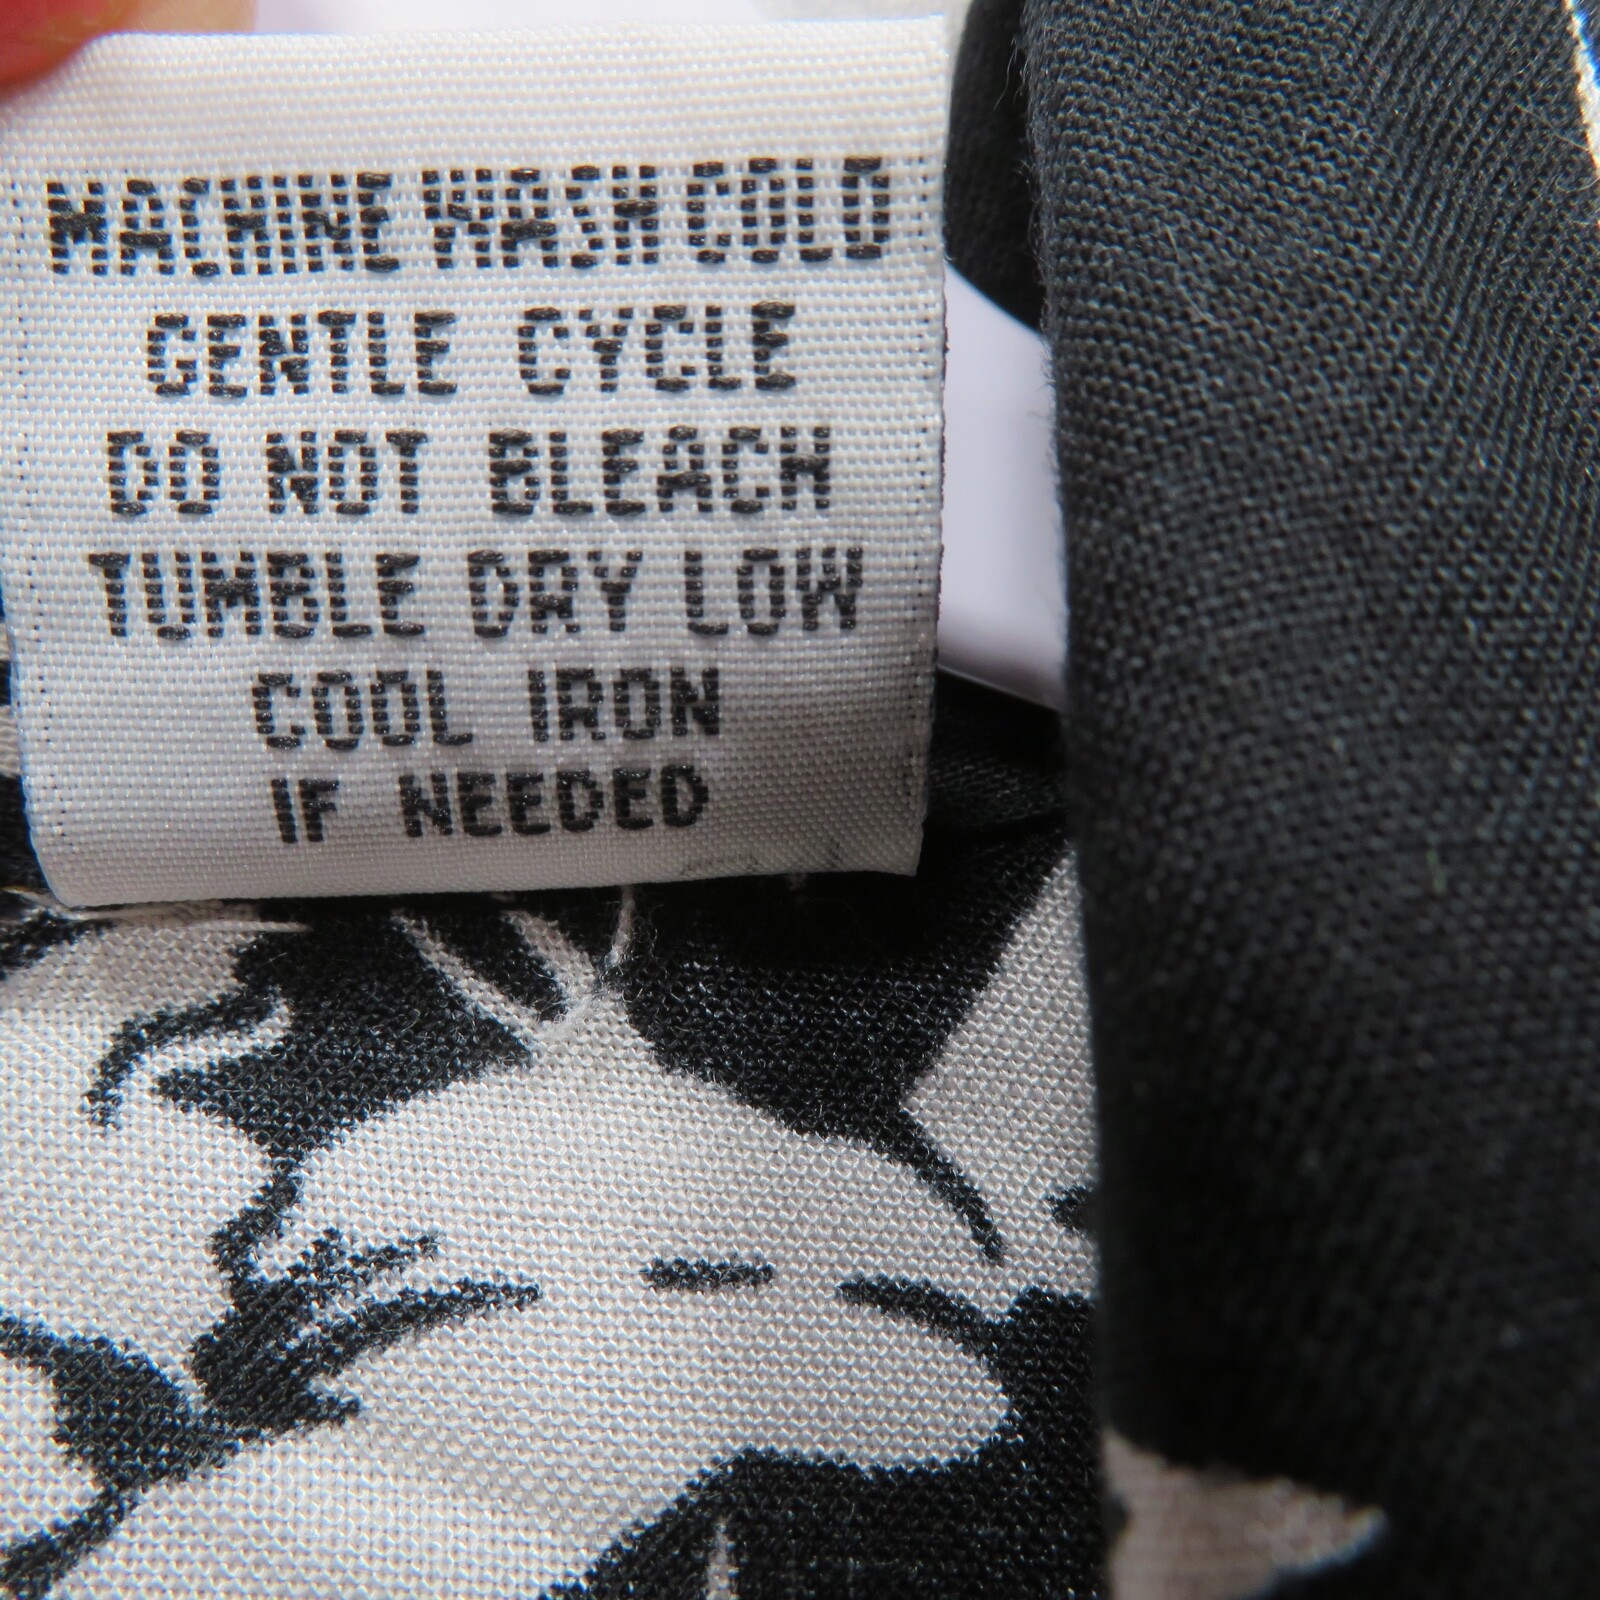 MACHINE WASH COLD
GENTLE CYCLE
DO NOT BLEACH
TUMBLE DRY LOW
COOL IRON
IF NEEDED